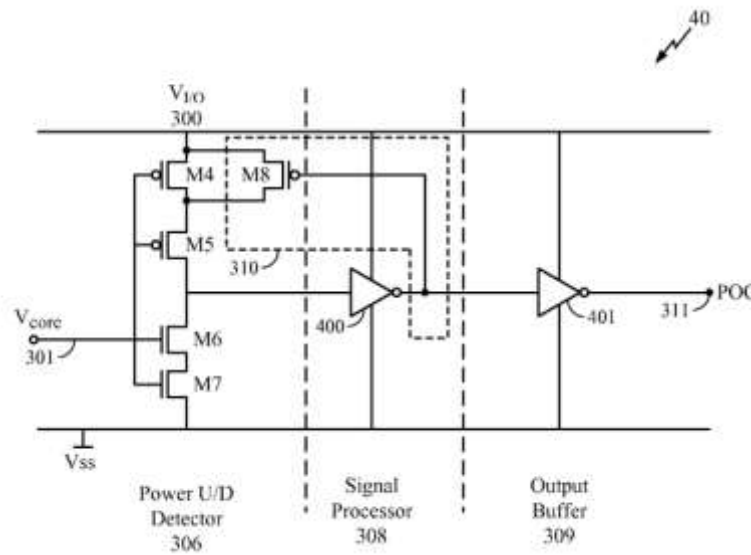 40
V_I/O
300
M4
M8
M5
310
V_core
301
M6
M7
400
401
311
POC
Vss
Power U/D
Detector
306
Signal
Processor
308
Output
Buffer
309